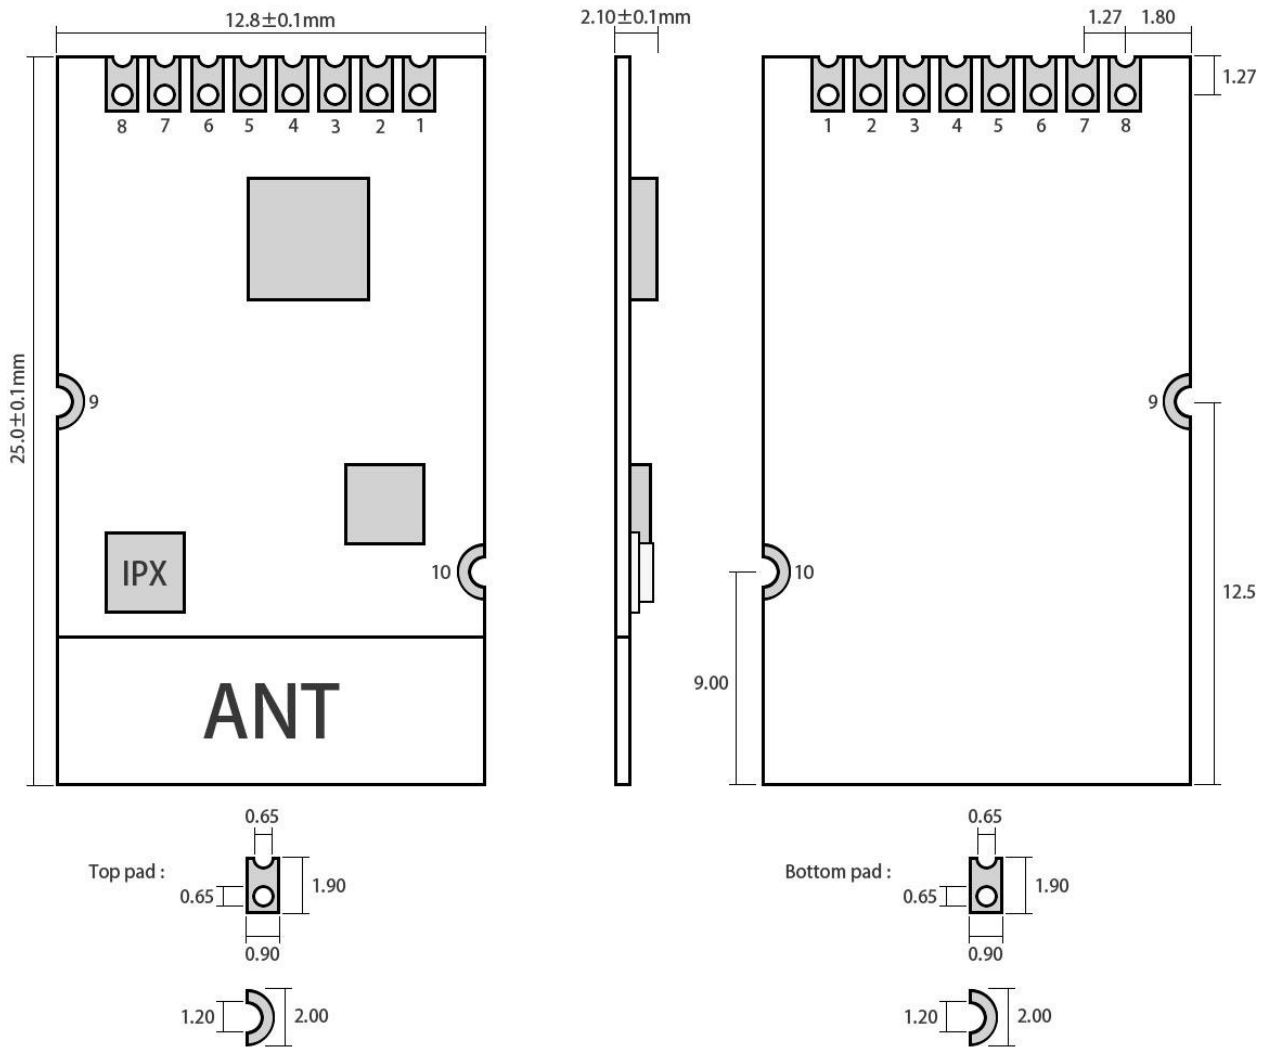 12.8±0.1mm
2.10±0.1mm
1.27 1.80
1.27
8 7 6 5 4 3 2 1
1 2 3 4 5 6 7 8
25.0±0.1mm
9
9
IPX
10
10
12.5
9.00
ANT
0.65
0.65
Top pad :
1.90
0.65
0.90
Bottom pad :
1.90
0.65
0.90
1.20
2.00
1.20
2.00